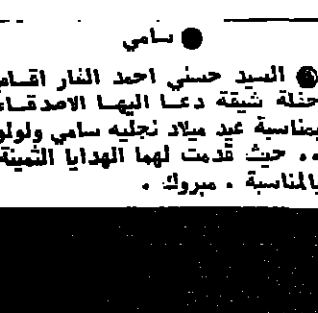 سامي
السيد حسني احمد النار اقام
حفلة شيقة دعا اليها الاصدقاء
بمناسبة عيد ميلاد نجليه سامي ولولو
.. حيث قدمت لهما الهدايا الثمينة
بالمناسبة . مبروك .